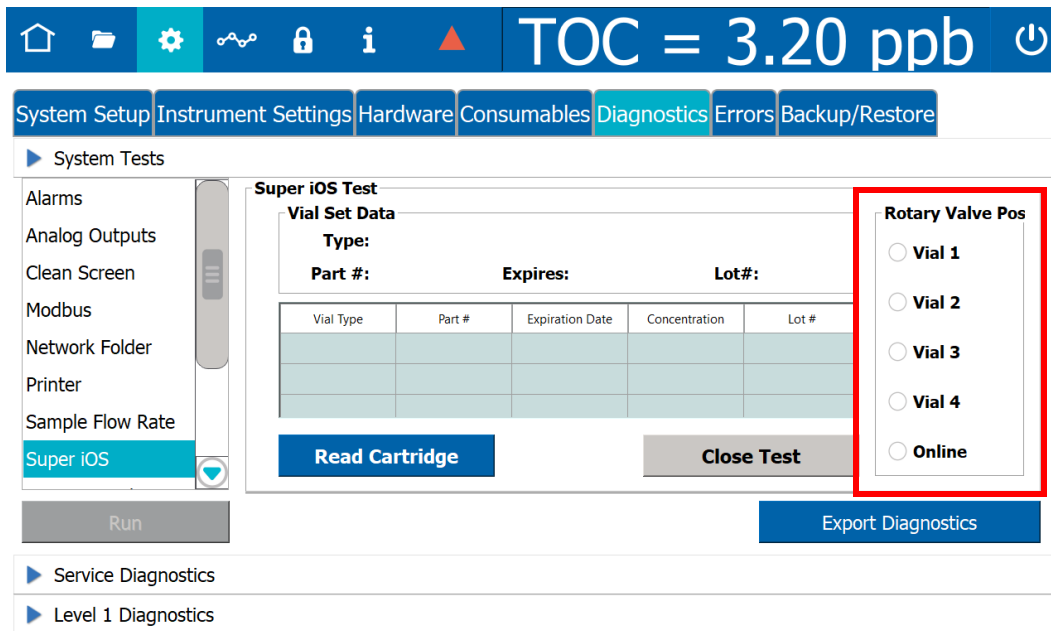 TOC = 3.20 ppb
System Setup Instrument Settings Hardware Consumables Diagnostics Errors Backup/Restore
System Tests
Alarms
Analog Outputs
Clean Screen
Modbus
Network Folder
Printer
Sample Flow Rate
Super iOS
Run
Super iOS Test
Vial Set Data
Type:
Part #: Expires: Lot#:
Vial Type Part # Expiration Date Concentration Lot #
Read Cartridge Close Test
Rotary Valve Pos
Vial 1
Vial 2
Vial 3
Vial 4
Online
Export Diagnostics
Service Diagnostics
Level 1 Diagnostics